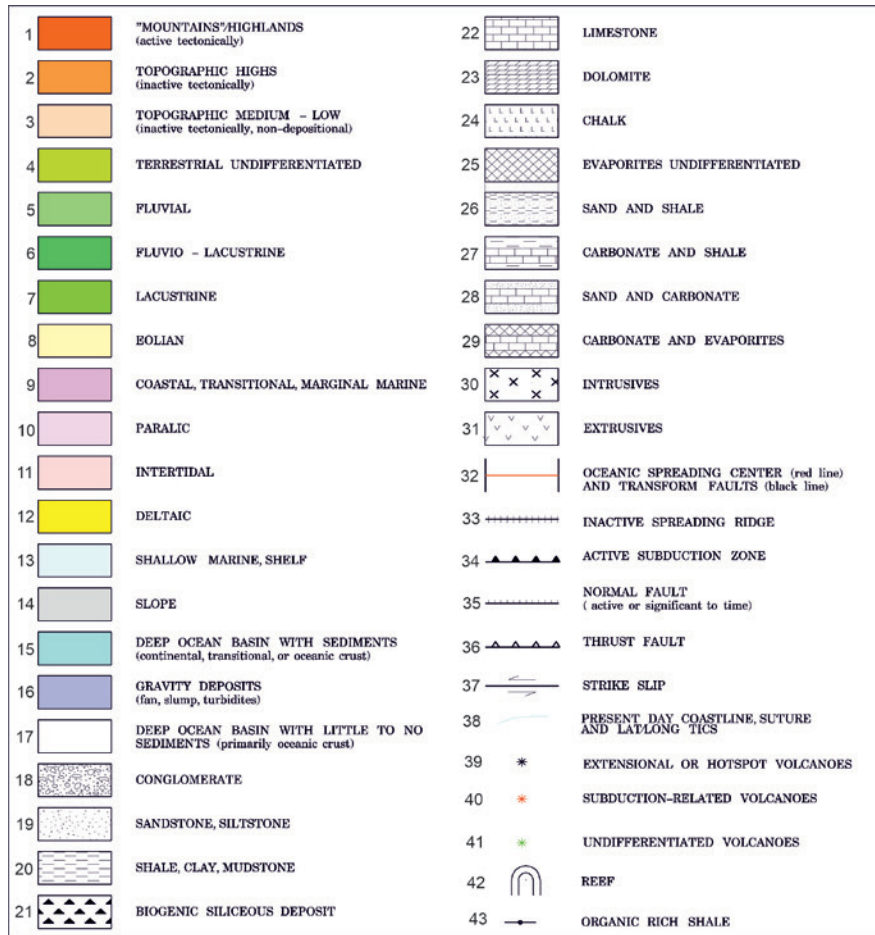 1 "MOUNTAINS"/HIGHLANDS
(active tectonically)
2 TOPOGRAPHIC HIGHS
(inactive tectonically)
3 TOPOGRAPHIC MEDIUM – LOW
(inactive tectonically, non-depositional)
4 TERRESTRIAL UNDIFFERENTIATED
5 FLUVIAL
6 FLUVIO – LACUSTRINE
7 LACUSTRINE
8 EOLIAN
9 COASTAL, TRANSITIONAL, MARGINAL MARINE
10 PARALIC
11 INTERTIDAL
12 DELTAIC
13 SHALLOW MARINE, SHELF
14 SLOPE
15 DEEP OCEAN BASIN WITH SEDIMENTS
(continental, transitional, or oceanic crust)
16 GRAVITY DEPOSITS
(fan, slump, turbidites)
17 DEEP OCEAN BASIN WITH LITTLE TO NO
SEDIMENTS (primarily oceanic crust)
18 CONGLOMERATE
19 SANDSTONE, SILTSTONE
20 SHALE, CLAY, MUDSTONE
21 BIOGENIC SILICEOUS DEPOSIT
22 LIMESTONE
23 DOLOMITE
24 CHALK
25 EVAPORITES UNDIFFERENTIATED
26 SAND AND SHALE
27 CARBONATE AND SHALE
28 SAND AND CARBONATE
29 CARBONATE AND EVAPORITES
30 INTRUSIVES
31 EXTRUSIVES
32 OCEANIC SPREADING CENTER (red line)
AND TRANSFORM FAULTS (black line)
33 INACTIVE SPREADING RIDGE
34 ACTIVE SUBDUCTION ZONE
35 NORMAL FAULT
( active or significant to time)
36 THRUST FAULT
37 STRIKE SLIP
38 PRESENT DAY COASTLINE, SUTURE
AND LAT/LONG TICS
39 EXTENSIONAL OR HOTSPOT VOLCANOES
40 SUBDUCTION-RELATED VOLCANOES
41 UNDIFFERENTIATED VOLCANOES
42 REEF
43 ORGANIC RICH SHALE